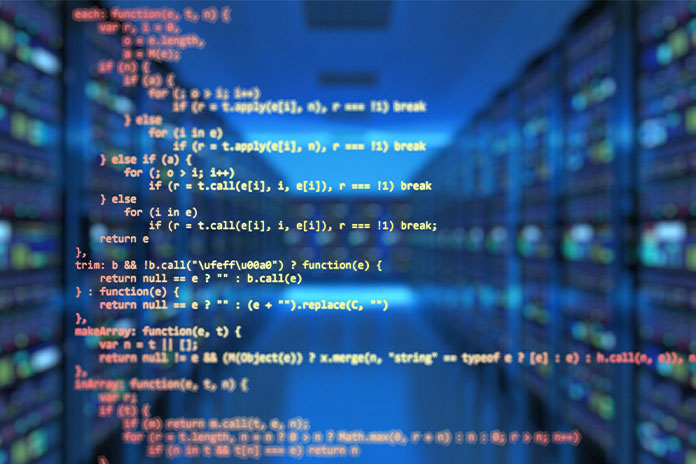 each: function(e, t, n) {
var r, i = 0,
o = e.length,
a = M(e);
if (n) {
if (a) {
for (; o > i; i++)
if (r = t.apply(e[i], n), r === !1) break
} else
for (i in e)
if (r = t.apply(e[i], n), r === !1) break
} else if (a) {
for (; o > i; i++)
if (r = t.call(e[i], i, e[i]), r === !1) break
} else
for (i in e)
if (r = t.call(e[i], i, e[i]), r === !1) break;
return e
},
trim: b && !b.call("\ufeff\u00a0") ? function(e) {
return null == e ? "" : b.call(e)
} : function(e) {
return null == e ? "" : (e + "").replace(C, "")
},
makeArray: function(e, t) {
var n = t || [];
return null != e && (M(Object(e)) ? x.merge(n, "string" == typeof e ? [e] : e) : h.call(n, e)), n
},
inArray: function(e, t, n) {
var r;
if (t) {
if (m) return m.call(t, e, n);
for (r = t.length, n = n ? 0 > n ? Math.max(0, r + n) : n : 0; r > n; n++)
if (n in t && t[n] === e) return n
}